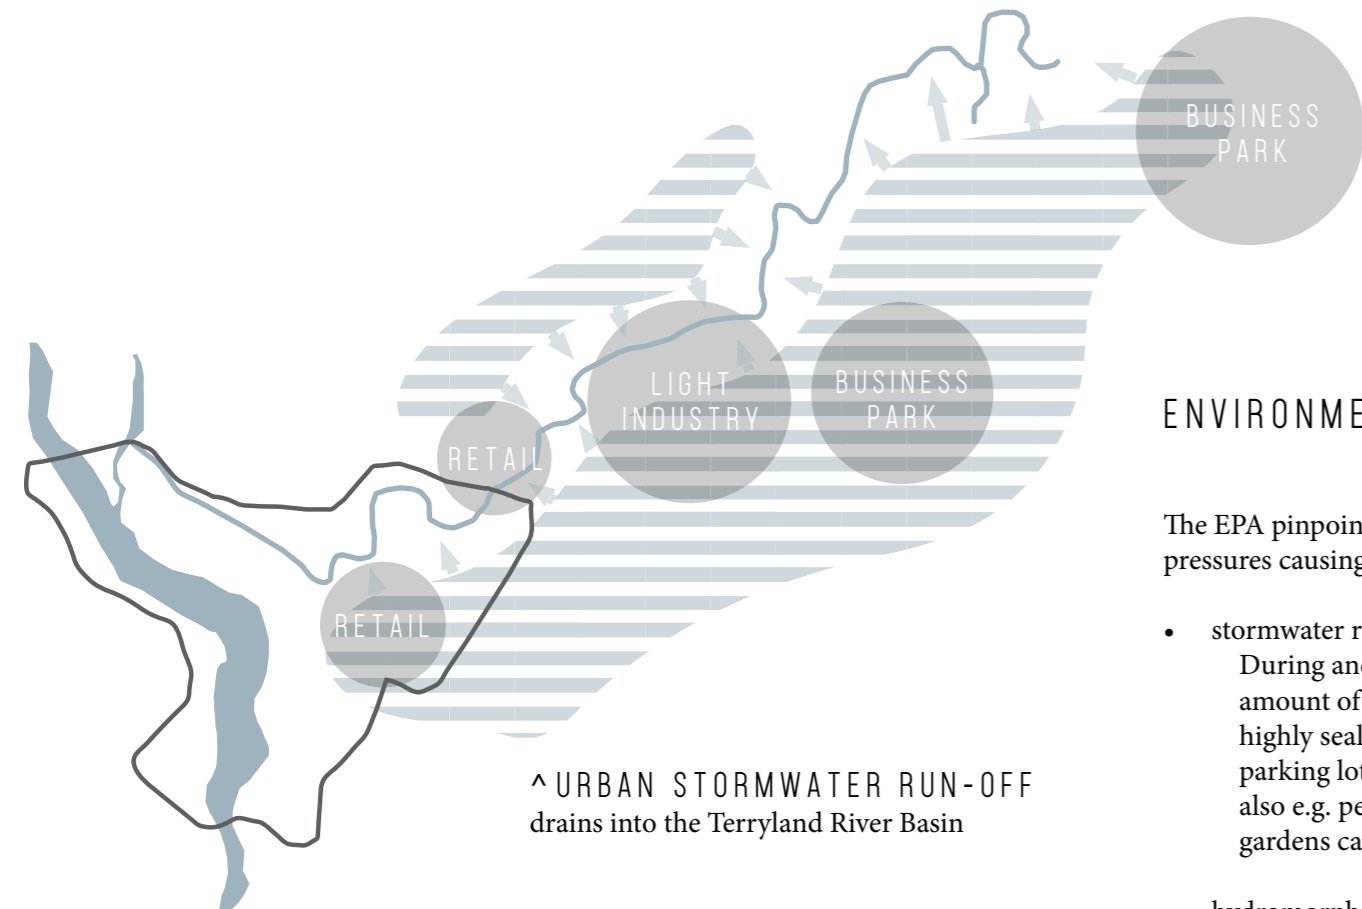 BUSINESS
PARK
LIGHT
INDUSTRY
BUSINESS
PARK
RETAIL
RETAIL
^URBAN STORMWATER RUN-OFF
drains into the Terryland River Basin
ENVIRONME
The EPA pinpoin
pressures causing
• stormwater r
During and
amount of
highly seal
parking lot
also e.g. pe
gardens ca